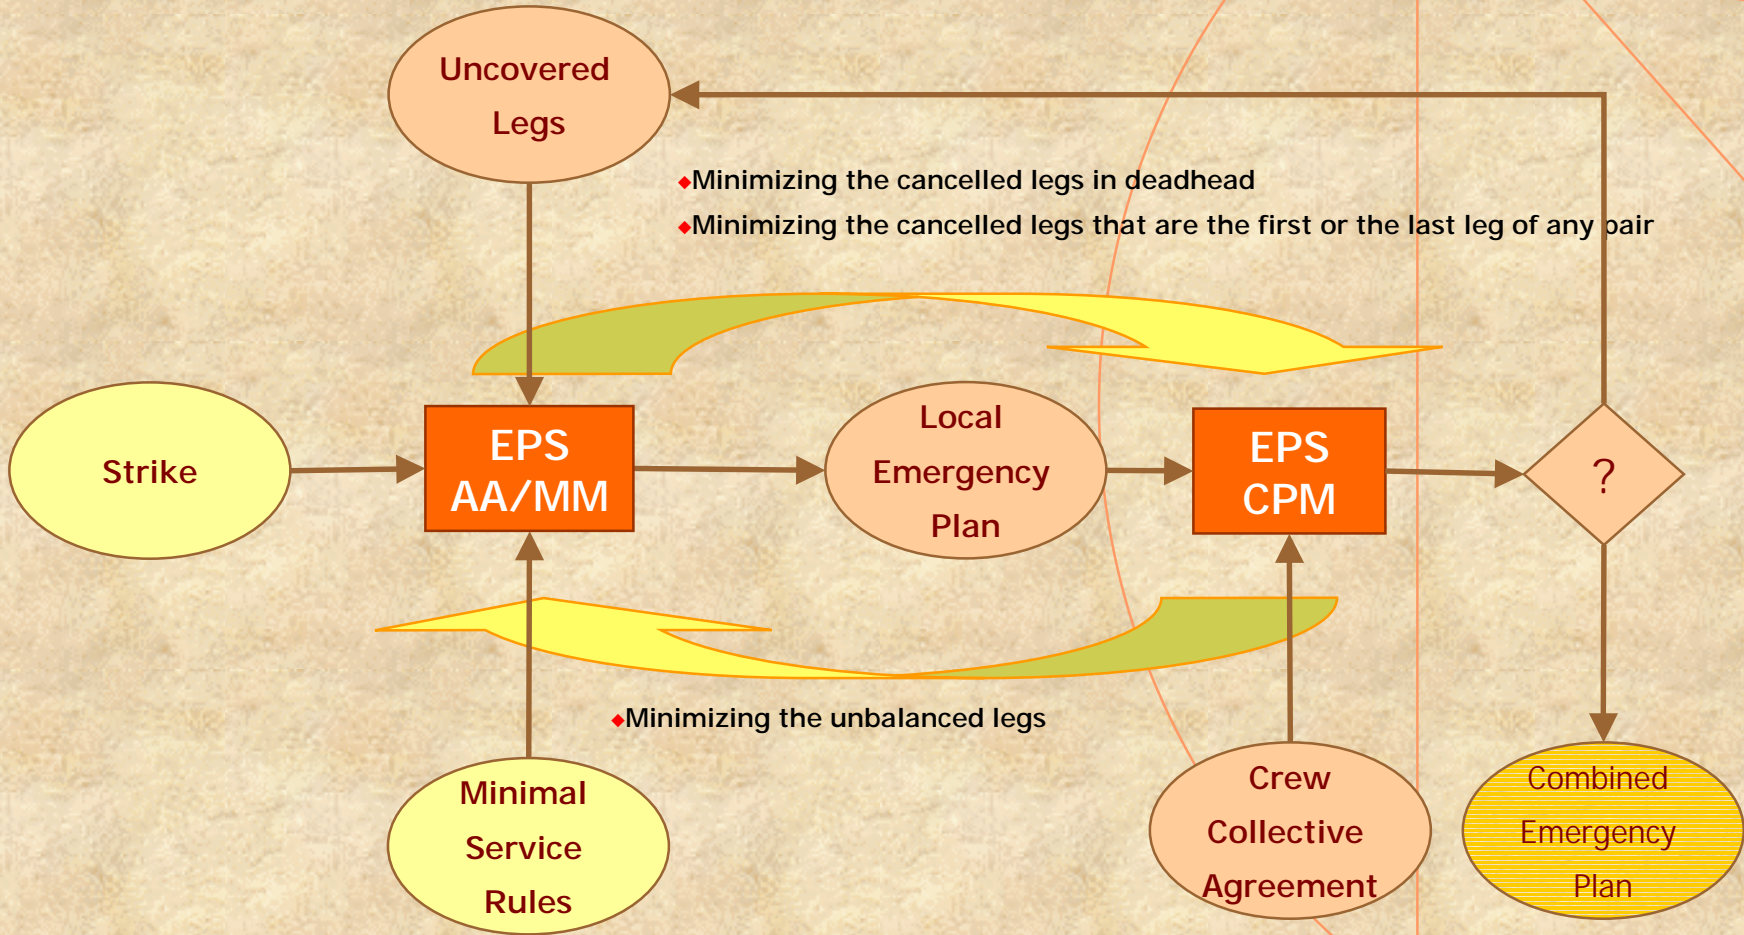 Uncovered
Legs
◆Minimizing the cancelled legs in deadhead
◆Minimizing the cancelled legs that are the first or the last leg of any pair
Strike
EPS
AA/MM
Local
Emergency
Plan
EPS
CPM
?
◆Minimizing the unbalanced legs
Minimal
Service
Rules
Crew
Collective
Agreement
Combined
Emergency
Plan